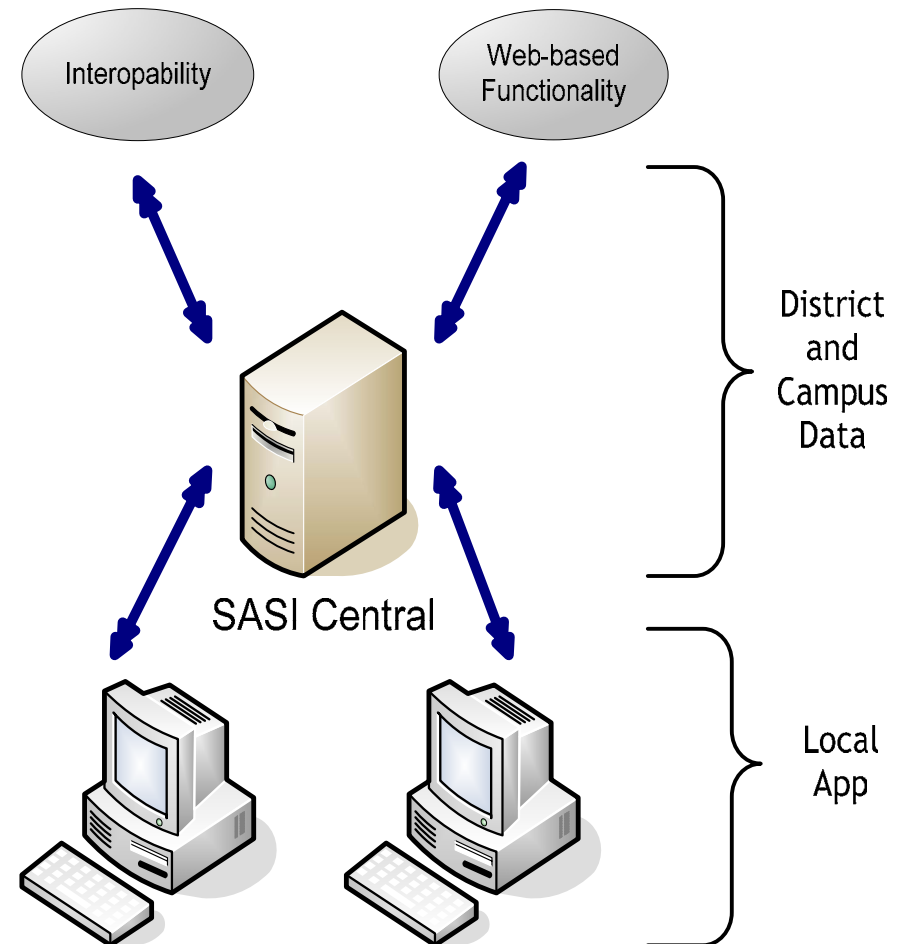 Interopability
Web-based
Functionality
District
and
Campus
Data
SASI Central
Local
App